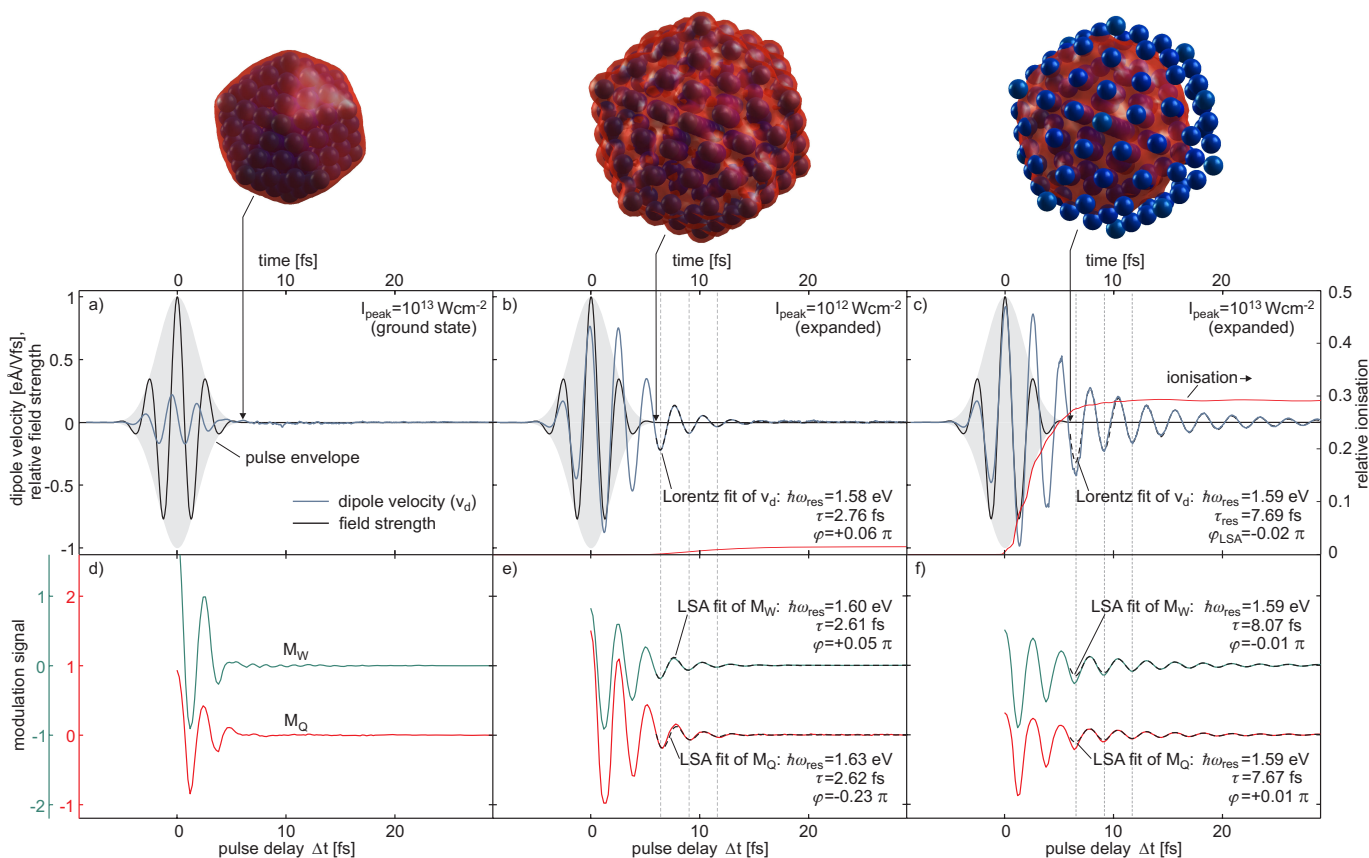 time [fs]
0 10 20
time [fs]
0 10 20
time [fs]
0 10 20
dipole velocity [eÅ/Vfs],
relative field strength
1
0.5
0
-0.5
-1
a)
I_peak=10^13 Wcm-2
(ground state)
pulse envelope
dipole velocity (v_d)
field strength
b)
I_peak=10^12 Wcm-2
(expanded)
Lorentz fit of v_d: ℏω_res=1.58 eV
τ=2.76 fs
φ=+0.06 π
c)
I_peak=10^13 Wcm-2
(expanded)
ionisation
Lorentz fit of v_d: ℏω_res=1.59 eV
τ_res=7.69 fs
φ_LSA=-0.02 π
0.5
0.4
0.3
0.2
0.1
0
relative ionisation
modulation signal
1
0
-1
-2
2
1
0
-1
d)
M_W
M_Q
e)
LSA fit of M_W: ℏω_res=1.60 eV
τ=2.61 fs
φ=+0.05 π
LSA fit of M_Q: ℏω_res=1.63 eV
τ=2.62 fs
φ=-0.23 π
f)
LSA fit of M_W: ℏω_res=1.59 eV
τ=8.07 fs
φ=-0.01 π
LSA fit of M_Q: ℏω_res=1.59 eV
τ=7.67 fs
φ=+0.01 π
0 10 20
pulse delay Δt [fs]
0 10 20
pulse delay Δt [fs]
0 10 20
pulse delay Δt [fs]